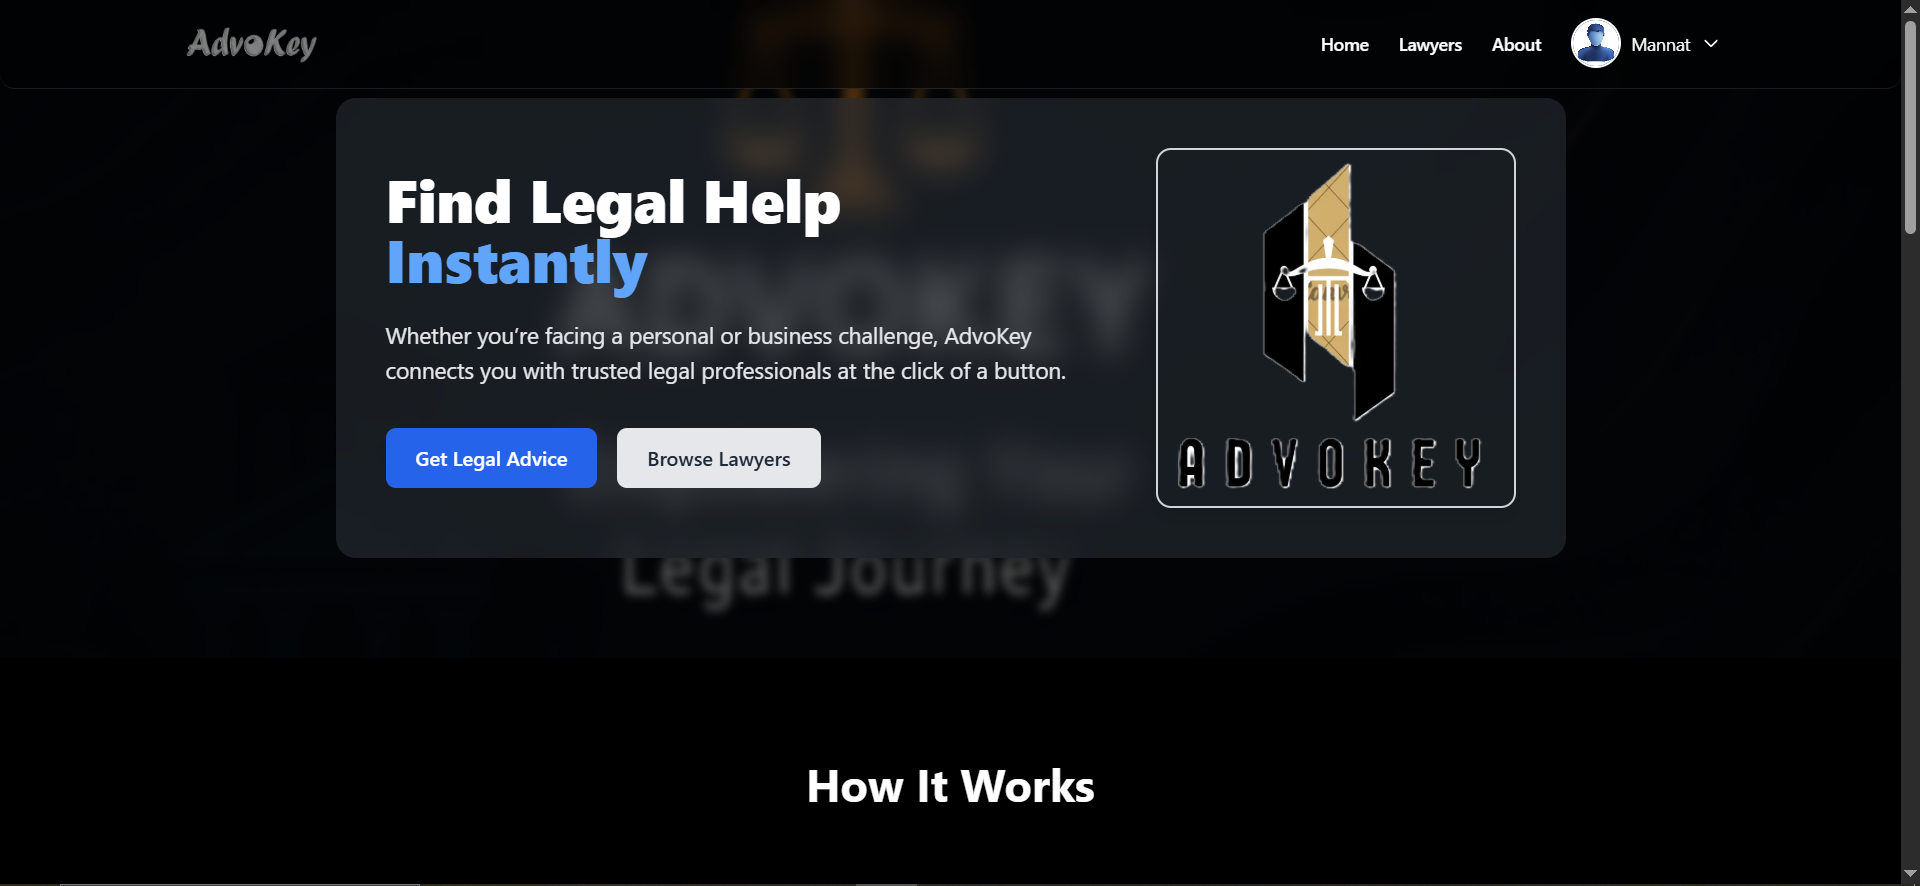 AdvoKey
Home
Lawyers
About
Mannat
Find Legal Help
Instantly
Whether you’re facing a personal or business challenge, AdvoKey
connects you with trusted legal professionals at the click of a button.
Get Legal Advice
Browse Lawyers
ADVOKEY
ADVOKEY
Legal Journey
How It Works